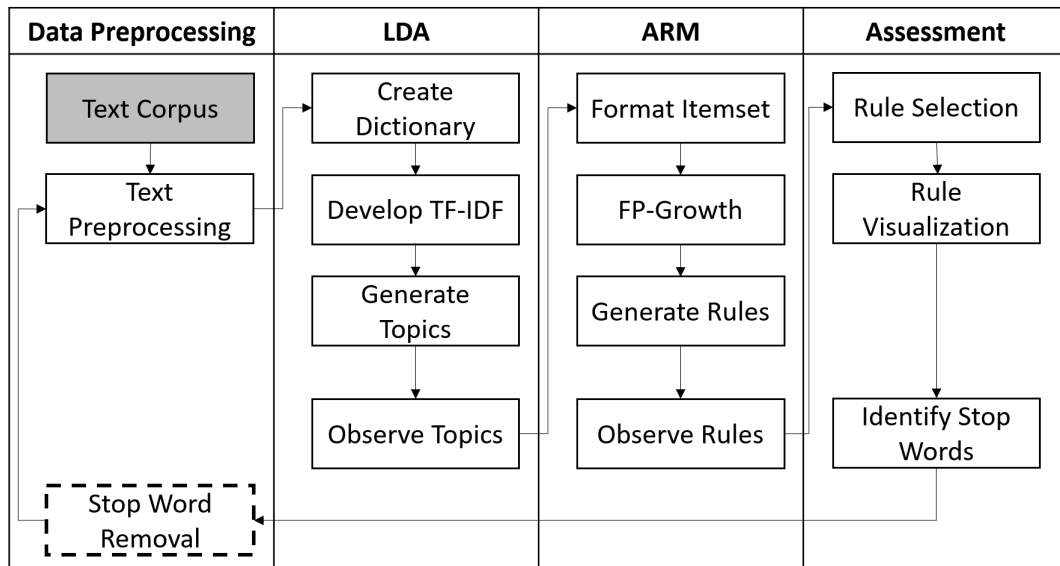 Data Preprocessing
LDA
ARM
Assessment
Text Corpus
Text
Preprocessing
Stop Word
Removal
Create
Dictionary
Develop TF-IDF
Generate
Topics
Observe Topics
Format Itemset
FP-Growth
Generate Rules
Observe Rules
Rule Selection
Rule
Visualization
Identify Stop
Words